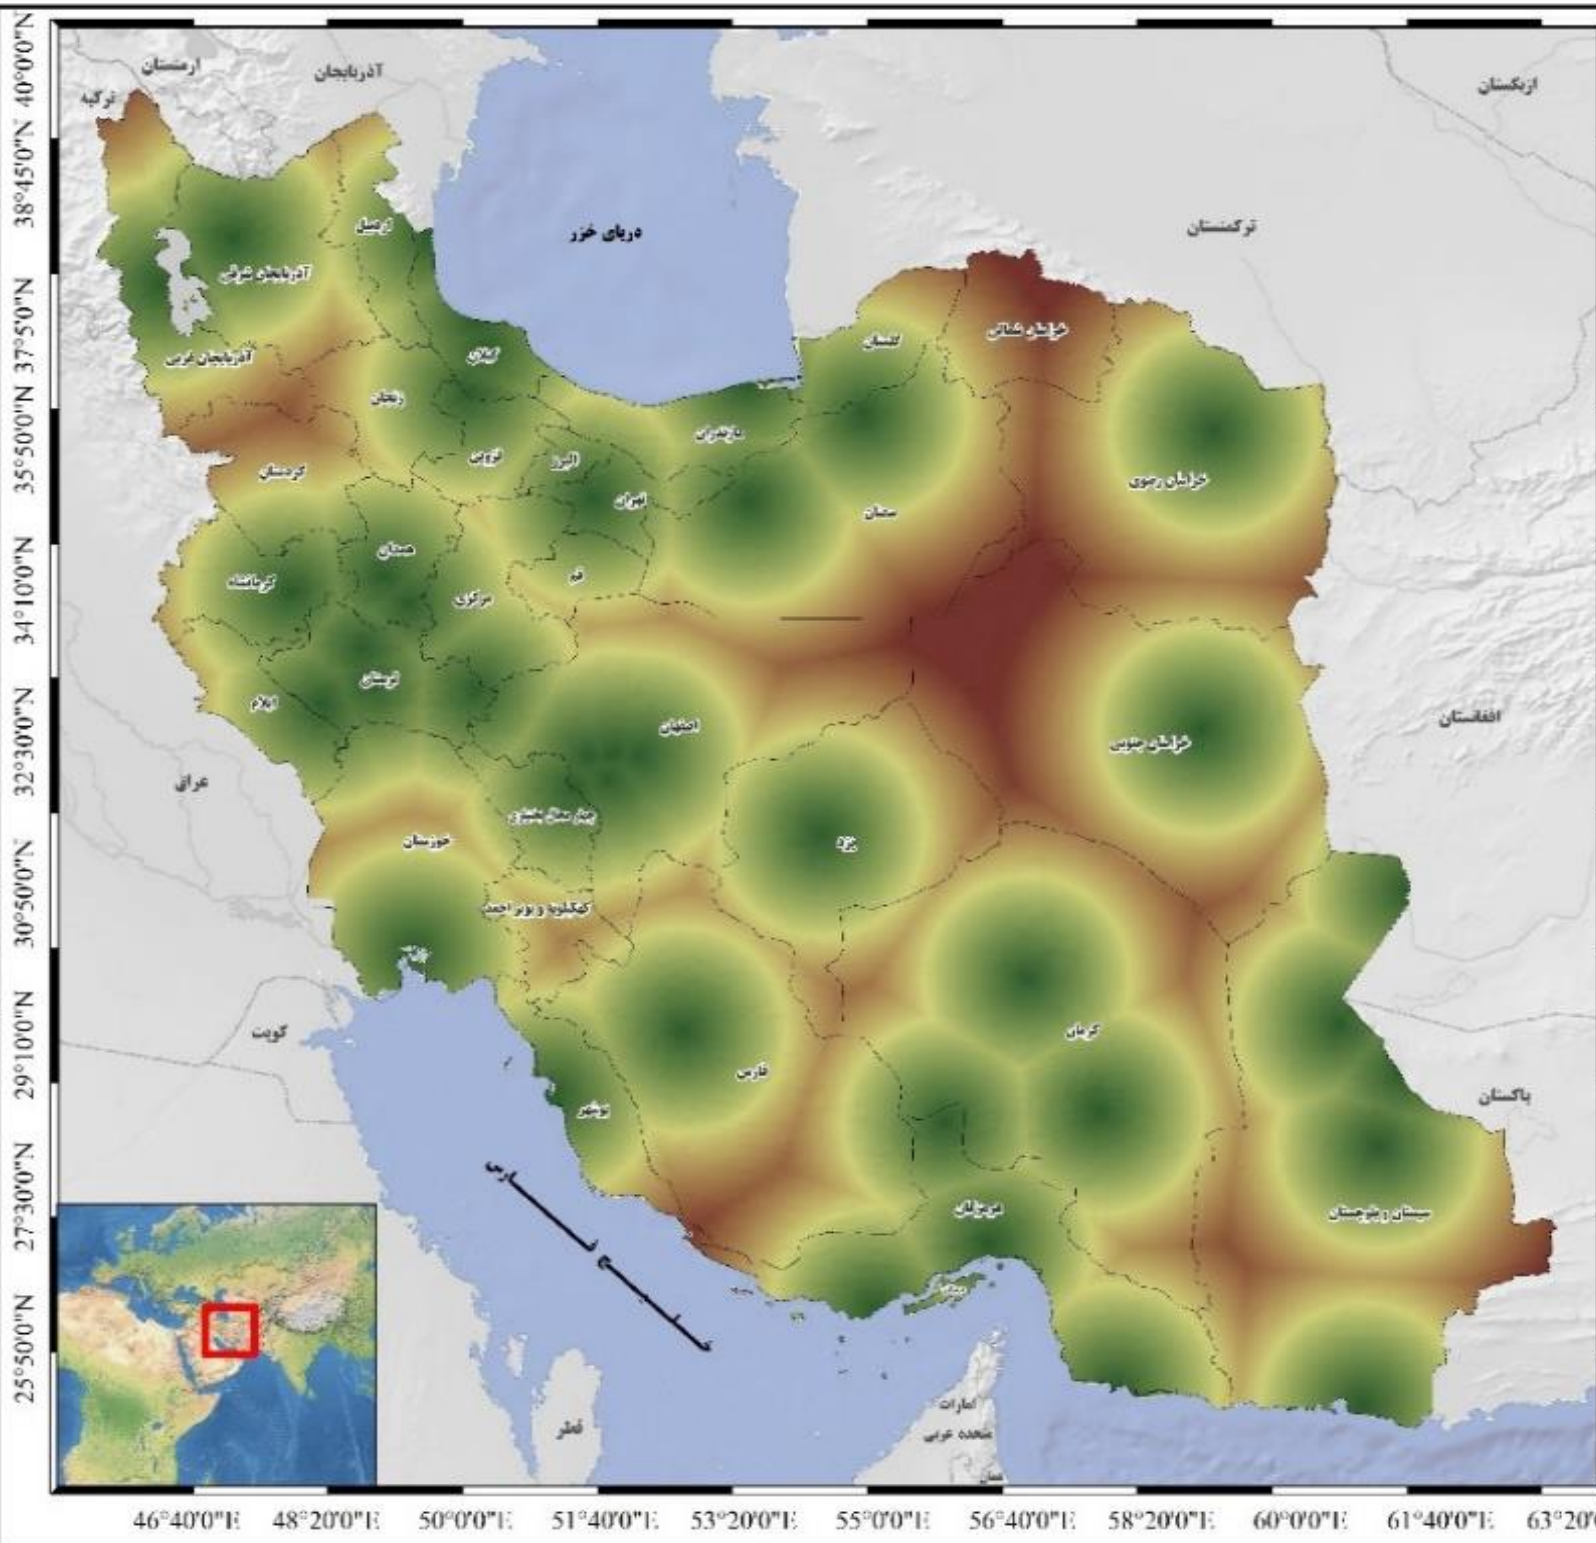 40°0'0"N
38°45'0"N
37°5'0"N
35°50'0"N
34°10'0"N
32°30'0"N
30°50'0"N
29°10'0"N
27°30'0"N
25°50'0"N
ارمنستان
آذربایجان
ترکیه
ازبکستان
ترکمنستان
دریای خزر
اردبیل
آذربایجان شرقی
آذربایجان غربی
گیلان
گلستان
خراسان شمالی
زنجان
مازندران
قزوین
البرز
کردستان
تهران
سمنان
خراسان رضوی
همدان
کرمانشاه
مرکزی
قم
لرستان
ایلام
اصفهان
خراسان جنوبی
افغانستان
عراق
چهار محال بختیاری
خوزستان
یزد
کهگیلویه و بویر احمد
کویت
کرمان
فارس
بوشهر
پاکستان
خلیج فارس
هرمزگان
سیستان و بلوچستان
امارات
متحده عربی
قطر
عمان
46°40'0"E 48°20'0"E 50°0'0"E 51°40'0"E 53°20'0"E 55°0'0"E 56°40'0"E 58°20'0"E 60°0'0"E 61°40'0"E 63°20